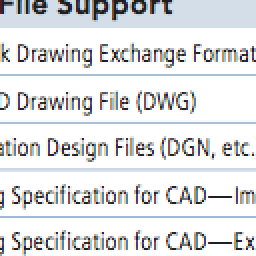 File Support
k Drawing Exchange Format
D Drawing File (DWG)
ation Design Files (DGN, etc.
g Specification for CAD—Im
g Specification for CAD—Ex